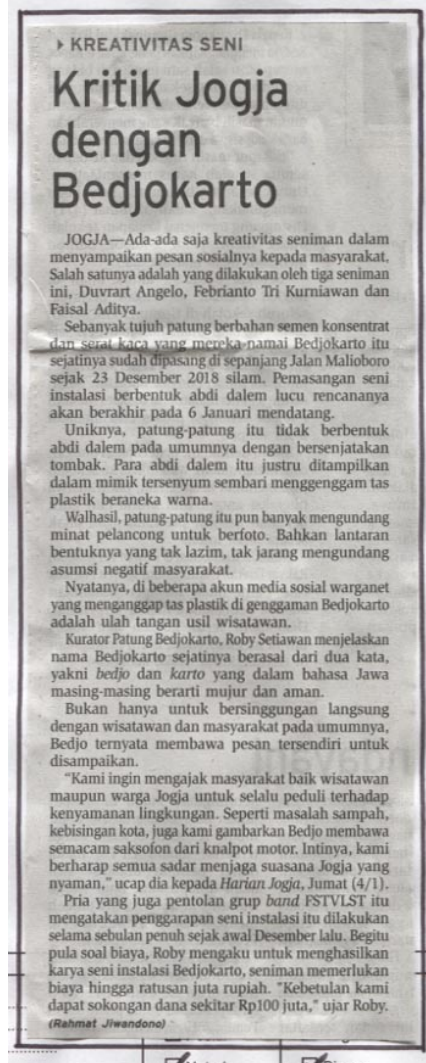 KREATIVITAS SENI
Kritik Jogja
dengan
Bedjokarto
JOGJA—Ada-ada saja kreativitas seniman dalam
menyampaikan pesan sosialnya kepada masyarakat.
Salah satunya adalah yang dilakukan oleh tiga seniman
ini, Duvrart Angelo, Febrianto Tri Kurniawan dan
Faisal Aditya.
Sebanyak tujuh patung berbahan semen konsentrat
dan serat kaca yang mereka-namai Bedjokarto itu
sejatinya sudah dipasang di sepanjang Jalan Malioboro
sejak 23 Desember 2018 silam. Pemasangan seni
instalasi berbentuk abdi dalem lucu rencananya
akan berakhir pada 6 Januari mendatang.
Uniknya, patung-patung itu tidak berbentuk
abdi dalem pada umumnya dengan bersenjatakan
tombak. Para abdi dalem itu justru ditampilkan
dalam mimik tersenyum sembari menggenggam tas
plastik beraneka warna.
Walhasil, patung-patung itu pun banyak mengundang
minat pelancong untuk berfoto. Bahkan lantaran
bentuknya yang tak lazim, tak jarang mengundang
asumsi negatif masyarakat.
Nyatanya, di beberapa akun media sosial warganet
yang menganggap tas plastik di genggaman Bedjokarto
adalah ulah tangan usil wisatawan.
Kurator Patung Bedjokarto, Roby Setiawan menjelaskan
nama Bedjokarto sejatinya berasal dari dua kata,
yakni bedjo dan karto yang dalam bahasa Jawa
masing-masing berarti mujur dan aman.
Bukan hanya untuk bersinggungan langsung
dengan wisatawan dan masyarakat pada umumnya,
Bedjo ternyata membawa pesan tersendiri untuk
disampaikan.
"Kami ingin mengajak masyarakat baik wisatawan
maupun warga Jogja untuk selalu peduli terhadap
kenyamanan lingkungan. Seperti masalah sampah,
kebisingan kota, juga kami gambarkan Bedjo membawa
semacam saksofon dari knalpot motor. Intinya, kami
berharap semua sadar menjaga suasana Jogja yang
nyaman," ucap dia kepada Harian Jogja, Jumat (4/1).
Pria yang juga pentolan grup band FSTVLST itu
mengatakan penggarapan seni instalasi itu dilakukan
selama sebulan penuh sejak awal Desember lalu. Begitu
pula soal biaya, Roby mengaku untuk menghasilkan
karya seni instalasi Bedjokarto, seniman memerlukan
biaya hingga ratusan juta rupiah. "Kebetulan kami
dapat sokongan dana sekitar Rp100 juta," ujar Roby.
(Rahmat Jiwandono)